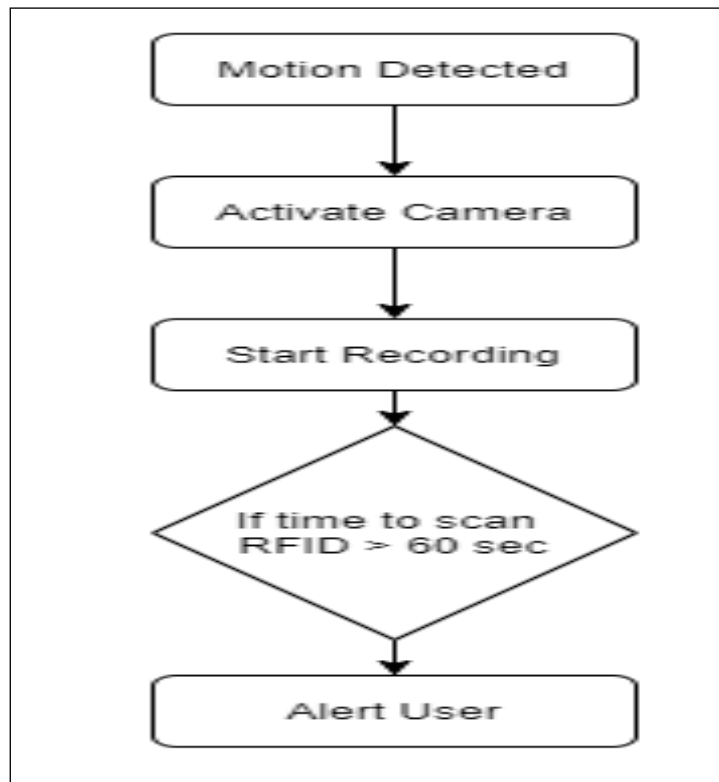 Motion Detected
Activate Camera
Start Recording
If time to scan
RFID > 60 sec
Alert User